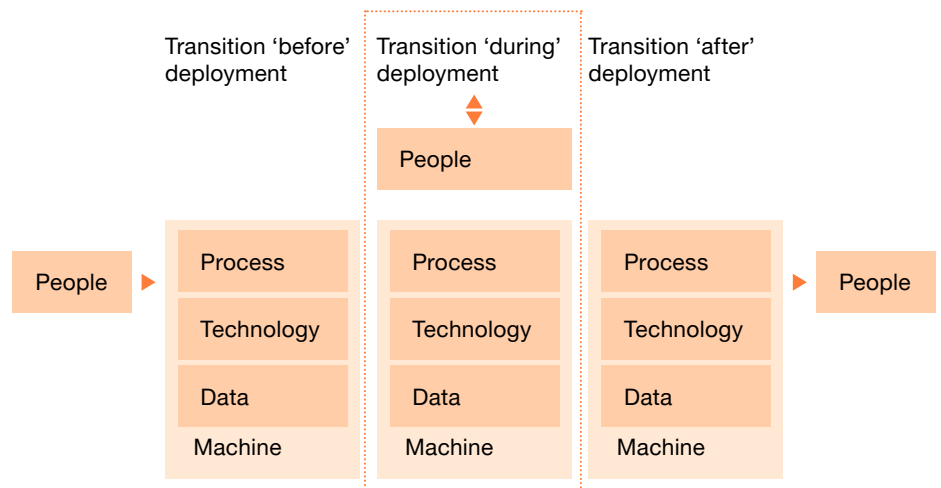 Transition ‘before’
deployment
Transition ‘during’
deployment
Transition ‘after’
deployment
People
People
Process
Technology
Data
Machine
Process
Technology
Data
Machine
Process
Technology
Data
Machine
People